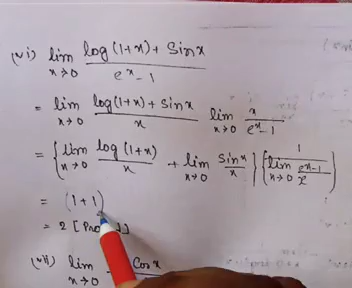 (vi) lim x→0 (log(1+x) + Sinx)/(e^x - 1)
= lim x→0 (log(1+x) + Sinx)/x lim x→0 x/(e^x - 1)
= { lim x→0 log(1+x)/x + lim x→0 Sinx/x } { 1/(lim x→0 (e^x - 1)/x) }
= (1+1)
= 2
(vii) lim x→0 Cosx